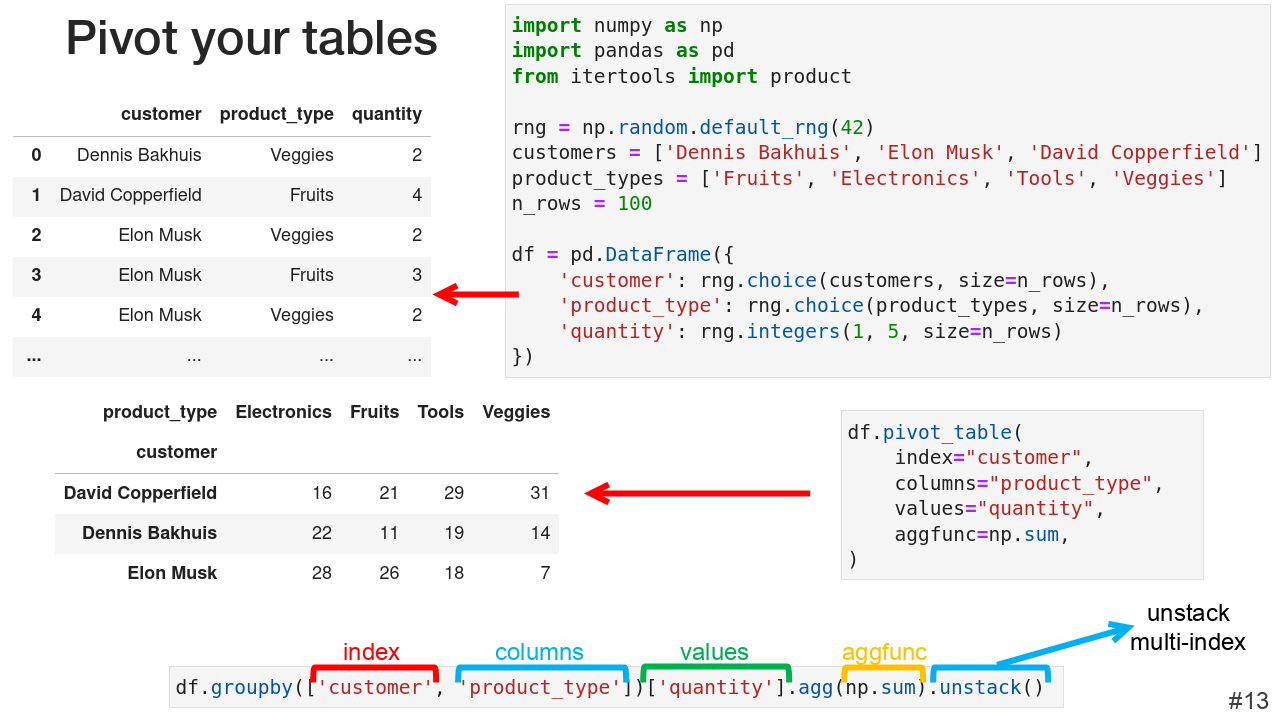 Pivot your tables
customer product_type quantity
0 Dennis Bakhuis Veggies 2
1 David Copperfield Fruits 4
2 Elon Musk Veggies 2
3 Elon Musk Fruits 3
4 Elon Musk Veggies 2
... ... ... ...
import numpy as np
import pandas as pd
from itertools import product

rng = np.random.default_rng(42)
customers = ['Dennis Bakhuis', 'Elon Musk', 'David Copperfield']
product_types = ['Fruits', 'Electronics', 'Tools', 'Veggies']
n_rows = 100

df = pd.DataFrame({
    'customer': rng.choice(customers, size=n_rows),
    'product_type': rng.choice(product_types, size=n_rows),
    'quantity': rng.integers(1, 5, size=n_rows)
})
product_type Electronics Fruits Tools Veggies
customer
David Copperfield 16 21 29 31
Dennis Bakhuis 22 11 19 14
Elon Musk 28 26 18 7
df.pivot_table(
    index="customer",
    columns="product_type",
    values="quantity",
    aggfunc=np.sum,
)
unstack
multi-index
index columns values aggfunc
df.groupby(['customer', 'product_type'])['quantity'].agg(np.sum).unstack()
#13